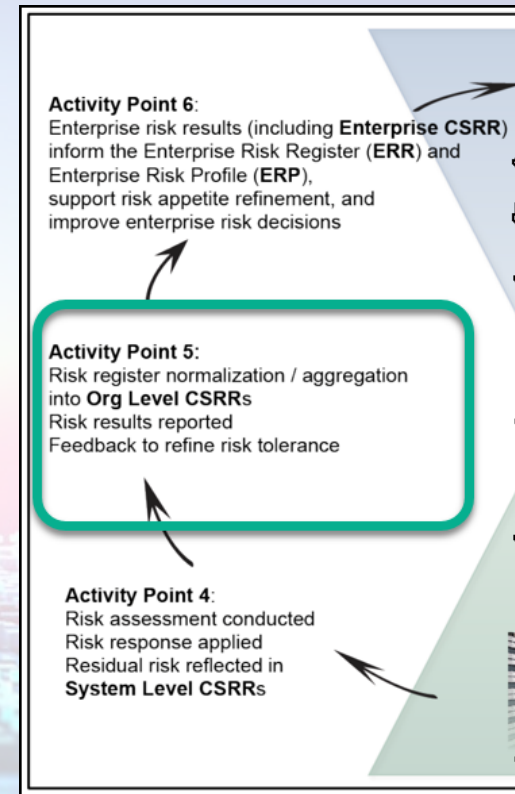 Activity Point 6:
Enterprise risk results (including Enterprise CSRR)
inform the Enterprise Risk Register (ERR) and
Enterprise Risk Profile (ERP),
support risk appetite refinement, and
improve enterprise risk decisions
Activity Point 5:
Risk register normalization / aggregation
into Org Level CSRRs
Risk results reported
Feedback to refine risk tolerance
Activity Point 4:
Risk assessment conducted
Risk response applied
Residual risk reflected in
System Level CSRRs